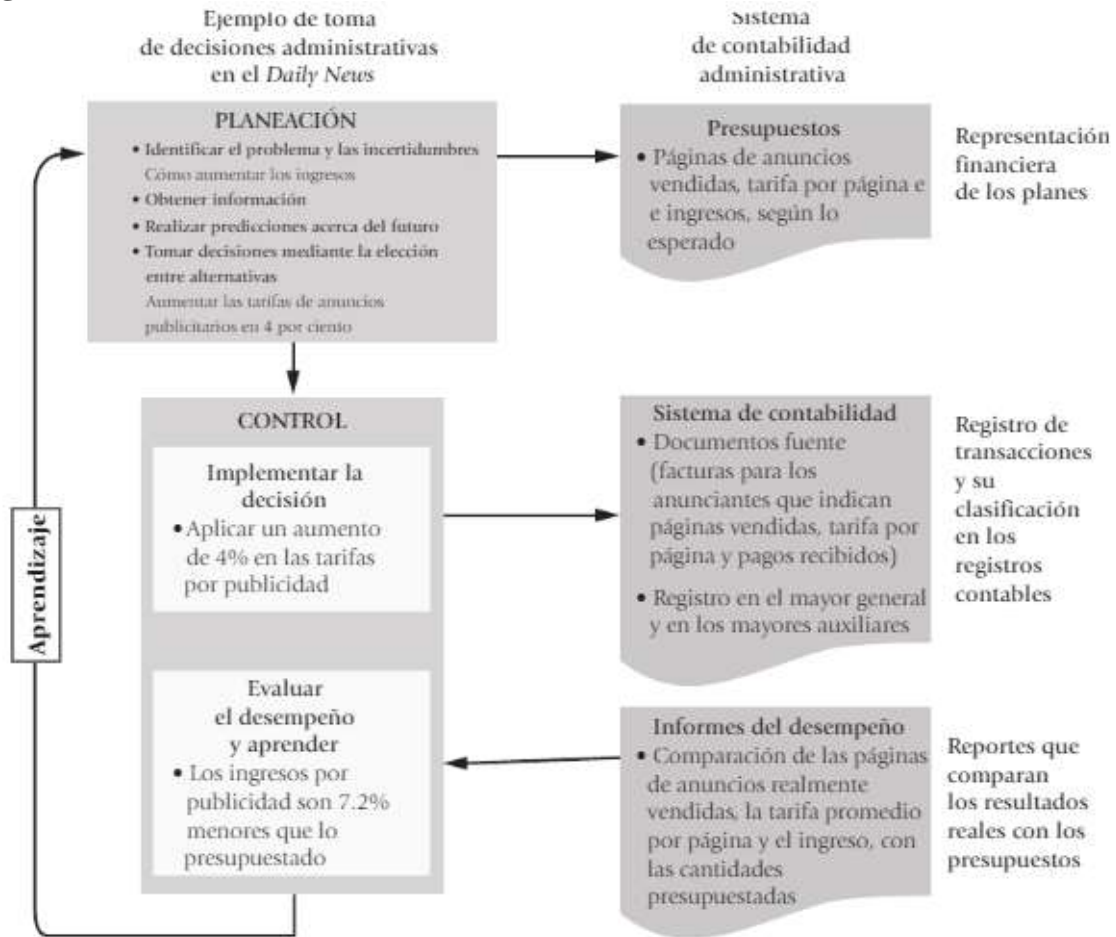 Ejemplo de toma
de decisiones administrativas
en el Daily News
Sistema
de contabilidad
administrativa
PLANEACIÓN
• Identificar el problema y las incertidumbres
Cómo aumentar los ingresos
• Obtener información
• Realizar predicciones acerca del futuro
• Tomar decisiones mediante la elección
entre alternativas
Aumentar las tarifas de anuncios
publicitarios en 4 por ciento
Presupuestos
• Páginas de anuncios
vendidas, tarifa por página e
e ingresos, según lo
esperado
Representación
financiera
de los planes
CONTROL
Implementar la
decisión
• Aplicar un aumento
de 4% en las tarifas
por publicidad
Sistema de contabilidad
• Documentos fuente
(facturas para los
anunciantes que indican
páginas vendidas, tarifa por
página y pagos recibidos)
• Registro en el mayor general
y en los mayores auxiliares
Registro de
transacciones
y su
clasificación
en los
registros
contables
Aprendizaje
Evaluar
el desempeño
y aprender
• Los ingresos por
publicidad son 7.2%
menores que lo
presupuestado
Informes del desempeño
• Comparación de las páginas
de anuncios realmente
vendidas, la tarifa promedio
por página y el ingreso, con
las cantidades
presupuestadas
Reportes que
comparan
los resultados
reales con los
presupuestos